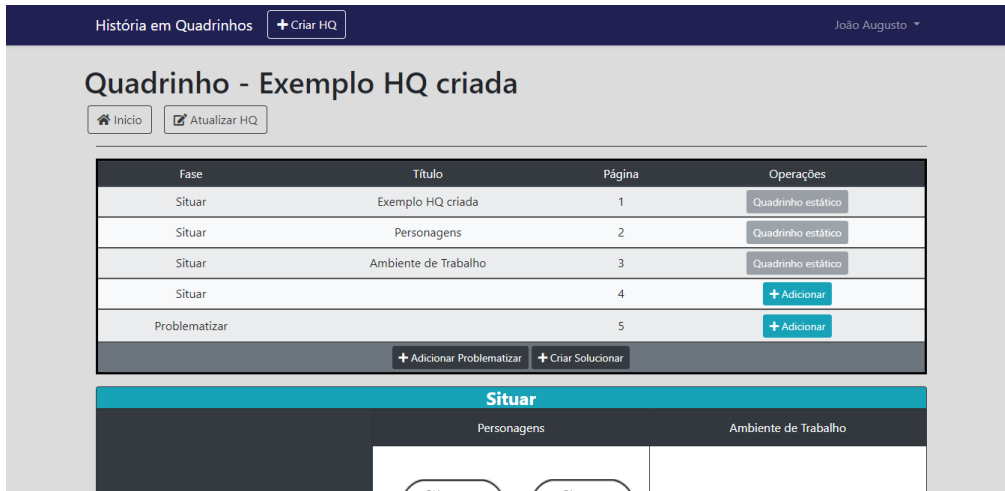 História em Quadrinhos Criar HQ João Augusto
Quadrinho - Exemplo HQ criada
Inicio Atualizar HQ
Fase Título Página Operações
Situar Exemplo HQ criada 1 Quadrinho estático
Situar Personagens 2 Quadrinho estático
Situar Ambiente de Trabalho 3 Quadrinho estático
Situar 4 Adicionar
Problematizar 5 Adicionar
Adicionar Problematizar Criar Solucionar
Situar
Personagens Ambiente de Trabalho